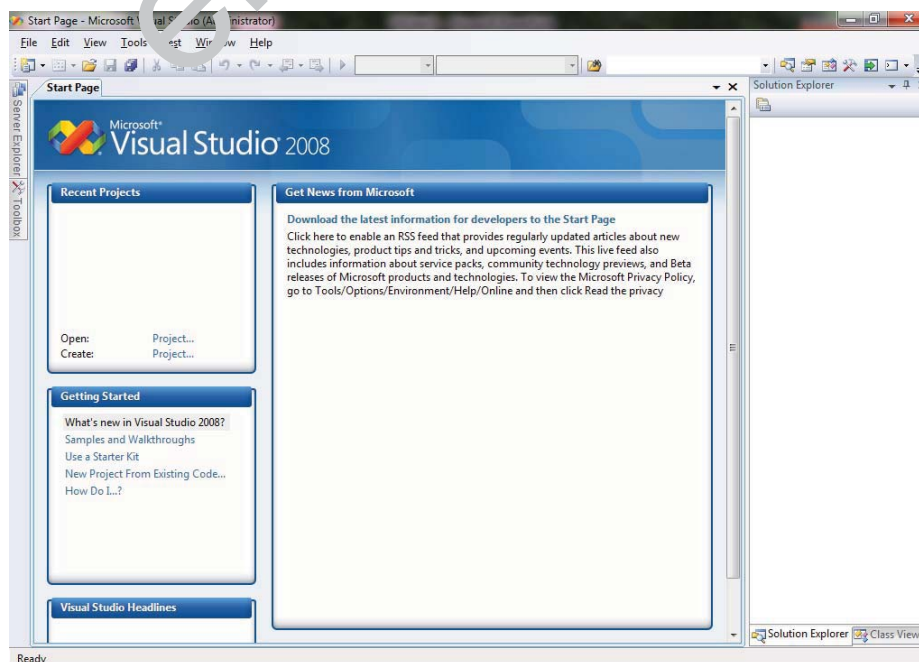 Start Page - Microsoft Visual Studio (Administrator)
File Edit View Tools Test Window Help
Start Page
Solution Explorer
Server Explorer
Toolbox
Microsoft®
Visual Studio® 2008
Recent Projects
Open: Project...
Create: Project...
Getting Started
What's new in Visual Studio 2008?
Samples and Walkthroughs
Use a Starter Kit
New Project From Existing Code...
How Do I...?
Visual Studio Headlines
Get News from Microsoft
Download the latest information for developers to the Start Page
Click here to enable an RSS feed that provides regularly updated articles about new
technologies, product tips and tricks, and upcoming events. This live feed also
includes information about service packs, community technology previews, and Beta
releases of Microsoft products and technologies. To view the Microsoft Privacy Policy,
go to Tools/Options/Environment/Help/Online and then click Read the privacy
Solution Explorer Class View
Ready